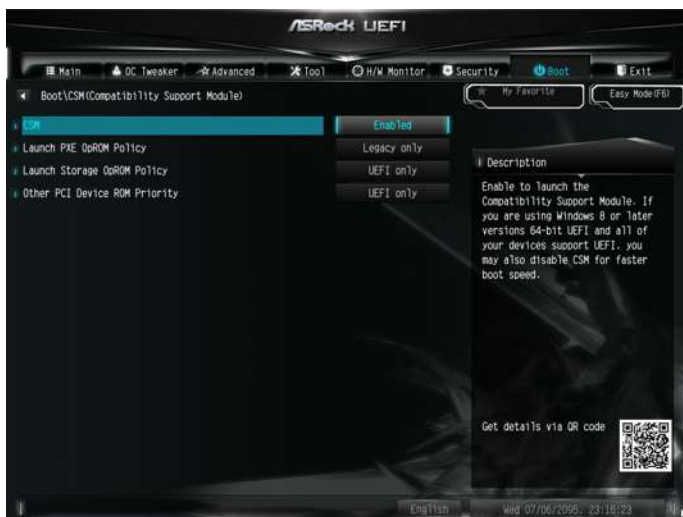 ASRock UEFI
Main OC Tweaker Advanced Tool H/W Monitor Security Boot Exit
Boot\CSM(Compatibility Support Module)
My Favorite
Easy Mode(F6)
CSM Enabled
Launch PXE OpROM Policy Legacy only
Launch Storage OpROM Policy UEFI only
Other PCI Device ROM Priority UEFI only
Description
Enable to launch the
Compatibility Support Module. If
you are using Windows 8 or later
versions 64-bit UEFI and all of
your devices support UEFI. you
may also disable CSM for faster
boot speed.
Get details via QR code
English
Wed 07/06/2095. 23:16:23